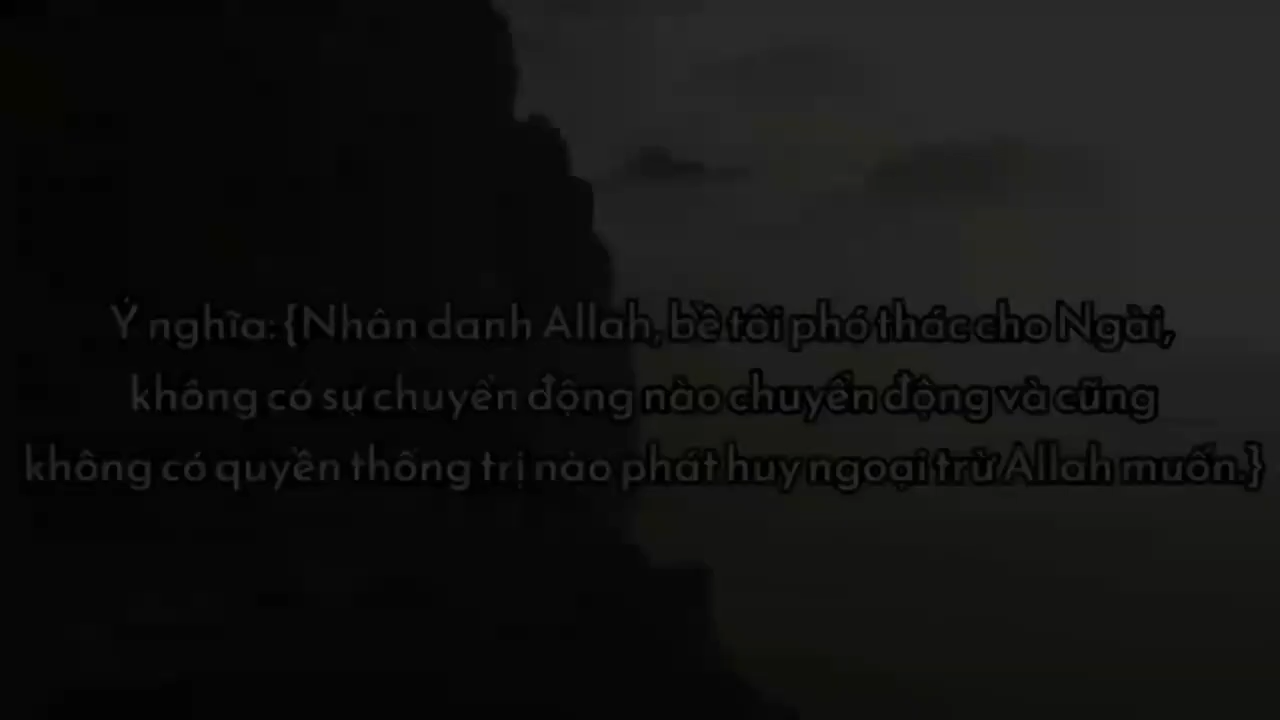 Ý nghĩa: {Nhân danh Allah, bề tôi phó thác cho Ngài,
không có sự chuyển động nào chuyển động và cũng
không có quyền thống trị nào phát huy ngoại trừ Allah muốn.}